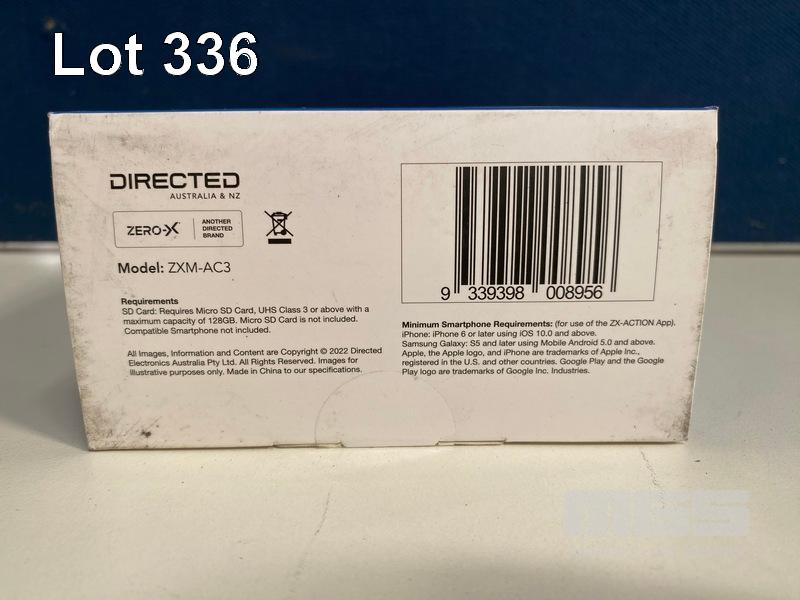 Lot 336
DIRECTED
AUSTRALIA & NZ
ZERO-X
ANOTHER
DIRECTED
BRAND
Model: ZXM-AC3
Requirements
SD Card: Requires Micro SD Card, UHS Class 3 or above with a
maximum capacity of 128GB. Micro SD Card is not included.
Compatible Smartphone not included.
All Images, Information and Content are Copyright © 2022 Directed
Electronics Australia Pty Ltd. All Rights Reserved. Images for
illustrative purposes only. Made in China to our specifications.
9 339398 008956
Minimum Smartphone Requirements: (for use of the ZX-ACTION App).
iPhone: iPhone 6 or later using iOS 10.0 and above.
Samsung Galaxy: S5 and later using Mobile Android 5.0 and above.
Apple, the Apple logo, and iPhone are trademarks of Apple Inc.,
registered in the U.S. and other countries. Google Play and the Google
Play logo are trademarks of Google Inc. Industries.